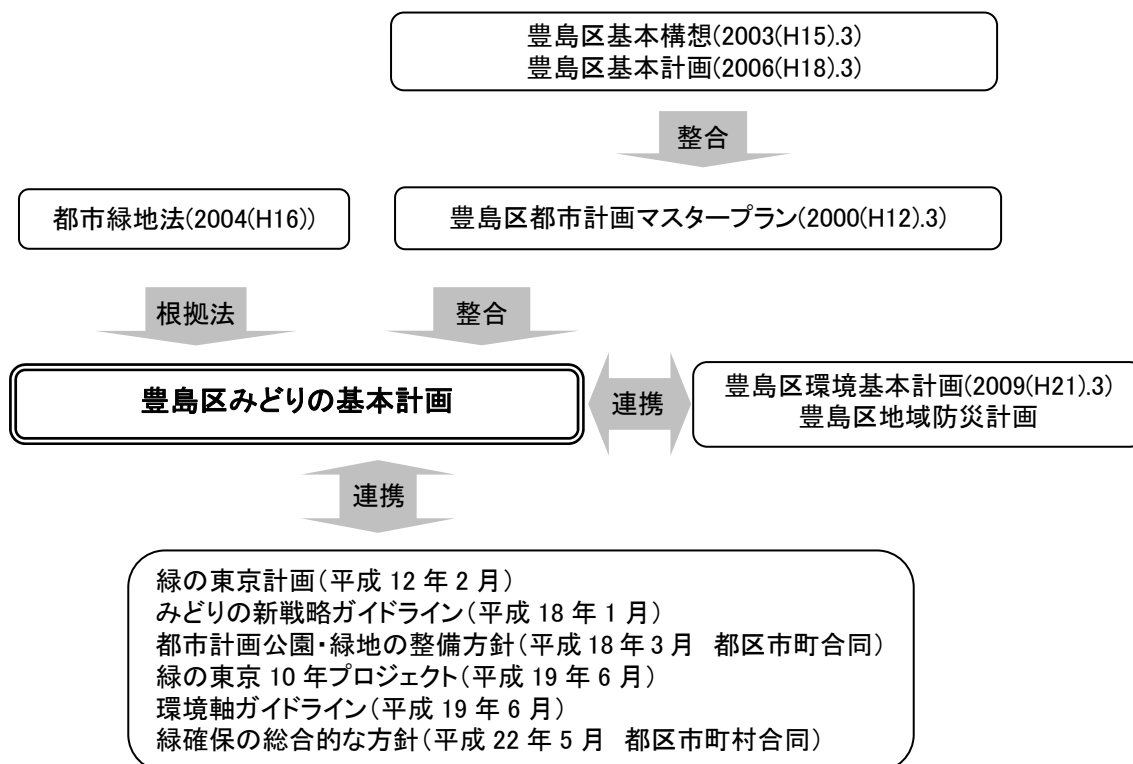 豊島区基本構想(2003(H15).3)
豊島区基本計画(2006(H18).3)
整合
都市緑地法(2004(H16))
豊島区都市計画マスタープラン(2000(H12).3)
根拠法
整合
豊島区みどりの基本計画
連携
豊島区環境基本計画(2009(H21).3)
豊島区地域防災計画
連携
緑の東京計画(平成 12 年 2 月)
みどりの新戦略ガイドライン(平成 18 年 1 月)
都市計画公園・緑地の整備方針(平成 18 年 3 月　都区市町合同)
緑の東京 10 年プロジェクト(平成 19 年 6 月)
環境軸ガイドライン(平成 19 年 6 月)
緑確保の総合的な方針(平成 22 年 5 月　都区市町村合同)